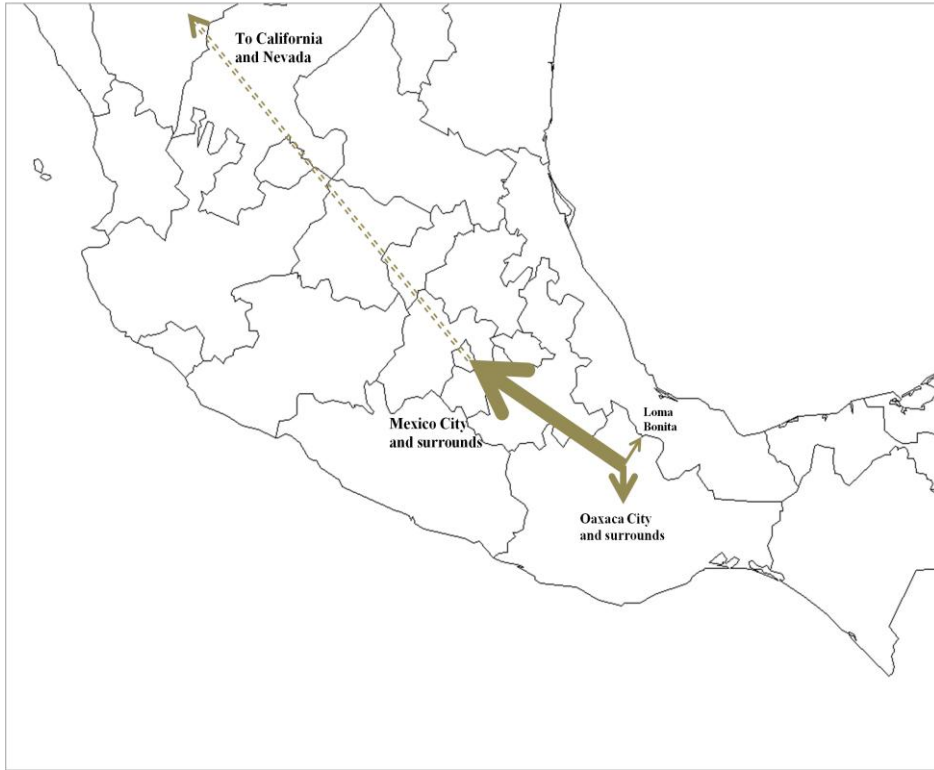 To California
and Nevada
Mexico City
and surrounds
Loma
Bonita
Oaxaca City
and surrounds